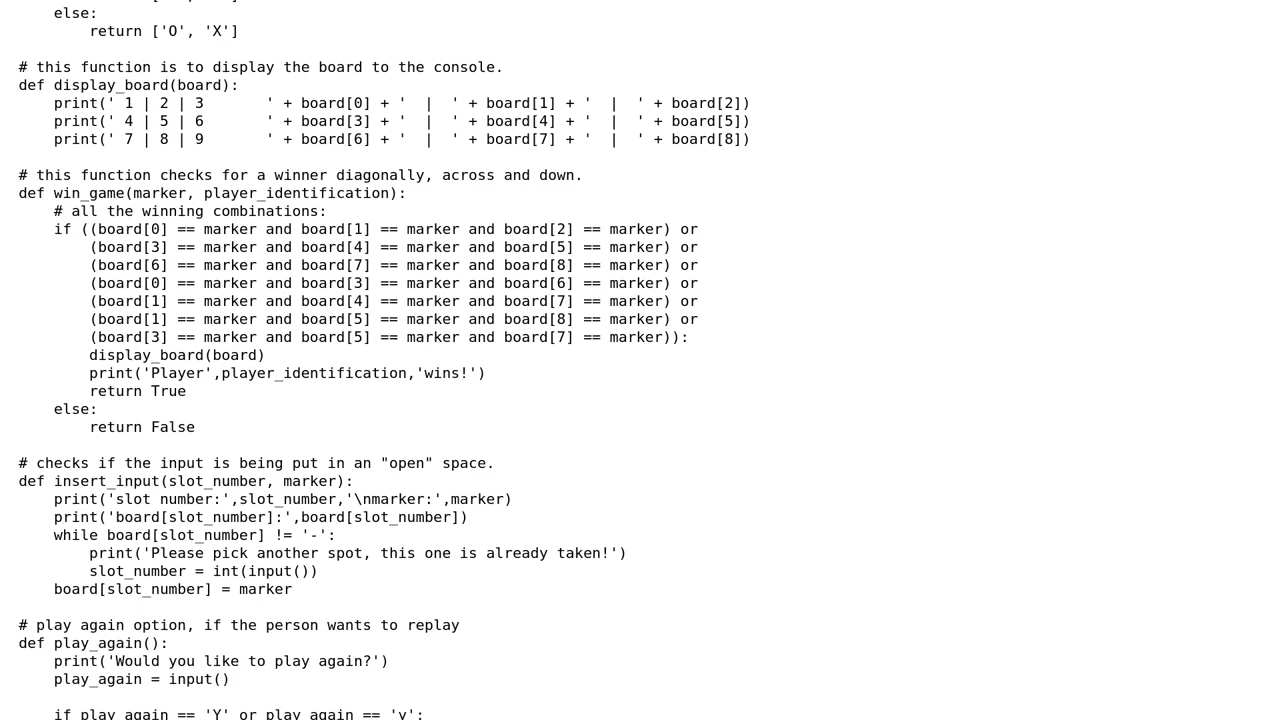 else:
        return ['O', 'X']

# this function is to display the board to the console.
def display_board(board):
    print(' 1 | 2 | 3       ' + board[0] + '  |  ' + board[1] + '  |  ' + board[2])
    print(' 4 | 5 | 6       ' + board[3] + '  |  ' + board[4] + '  |  ' + board[5])
    print(' 7 | 8 | 9       ' + board[6] + '  |  ' + board[7] + '  |  ' + board[8])

# this function checks for a winner diagonally, across and down.
def win_game(marker, player_identification):
    # all the winning combinations:
    if ((board[0] == marker and board[1] == marker and board[2] == marker) or
        (board[3] == marker and board[4] == marker and board[5] == marker) or
        (board[6] == marker and board[7] == marker and board[8] == marker) or
        (board[0] == marker and board[3] == marker and board[6] == marker) or
        (board[1] == marker and board[4] == marker and board[7] == marker) or
        (board[1] == marker and board[5] == marker and board[8] == marker) or
        (board[3] == marker and board[5] == marker and board[7] == marker)):
        display_board(board)
        print('Player',player_identification,'wins!')
        return True
    else:
        return False

# checks if the input is being put in an "open" space.
def insert_input(slot_number, marker):
    print('slot number:',slot_number,'\nmarker:',marker)
    print('board[slot_number]:',board[slot_number])
    while board[slot_number] != '-':
        print('Please pick another spot, this one is already taken!')
        slot_number = int(input())
    board[slot_number] = marker

# play again option, if the person wants to replay
def play_again():
    print('Would you like to play again?')
    play_again = input()

    if play_again == 'Y' or play_again == 'y':